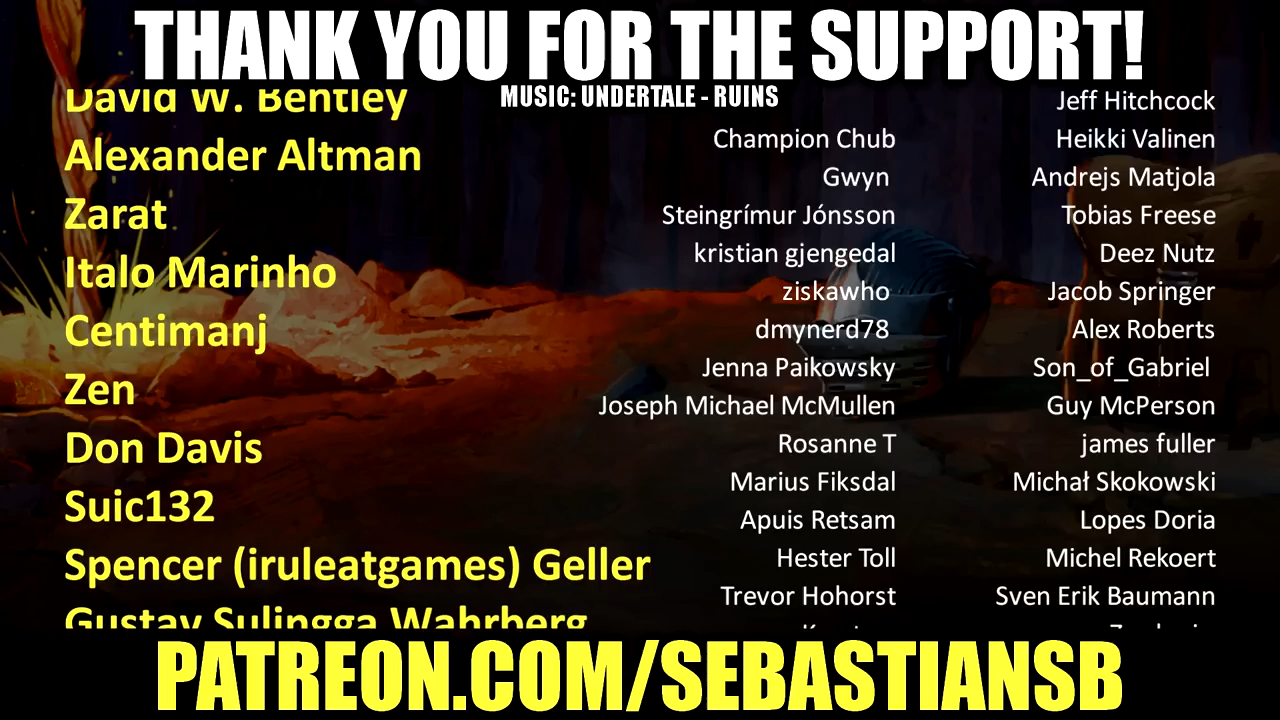 THANK YOU FOR THE SUPPORT!
MUSIC: UNDERTALE - RUINS
David W. Bentley
Alexander Altman
Zarat
Italo Marinho
Centimanj
Zen
Don Davis
Suic132
Spencer (iruleatgames) Geller
Gustav Sulingga Wahrberg
Champion Chub
Gwyn
Steingrímur Jónsson
kristian gjengedal
ziskawho
dmynerd78
Jenna Paikowsky
Joseph Michael McMullen
Rosanne T
Marius Fiksdal
Apuis Retsam
Hester Toll
Trevor Hohorst
Jeff Hitchcock
Heikki Valinen
Andrejs Matjola
Tobias Freese
Deez Nutz
Jacob Springer
Alex Roberts
Son_of_Gabriel
Guy McPerson
james fuller
Michał Skokowski
Lopes Doria
Michel Rekoert
Sven Erik Baumann
PATREON.COM/SEBASTIANSB